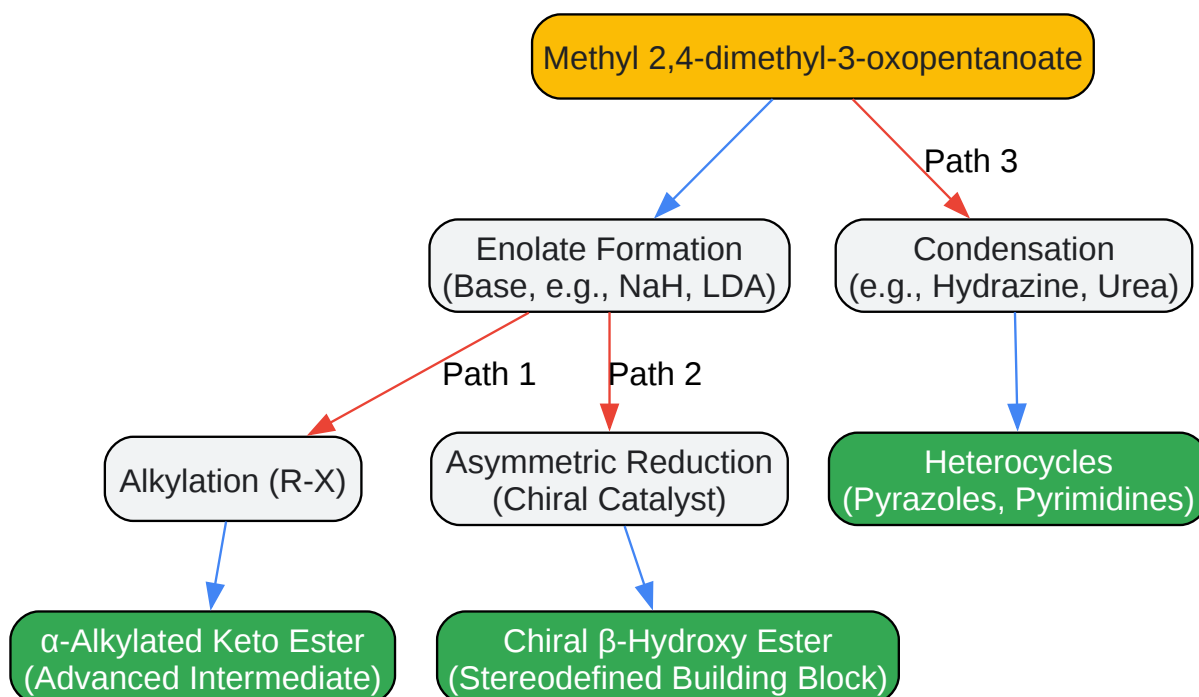 Methyl 2,4-dimethyl-3-oxopentanoate
Path 3
Enolate Formation
(Base, e.g., NaH, LDA)
Condensation
(e.g., Hydrazine, Urea)
Path 1
Path 2
Alkylation (R-X)
Asymmetric Reduction
(Chiral Catalyst)
Heterocycles
(Pyrazoles, Pyrimidines)
α-Alkylated Keto Ester
(Advanced Intermediate)
Chiral β-Hydroxy Ester
(Stereodefined Building Block)